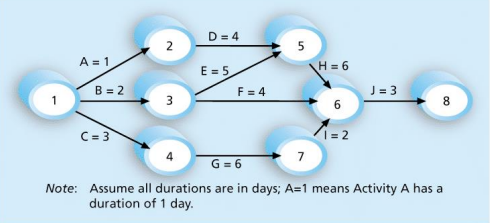 2
D = 4
5
A = 1
E = 5
H = 6
1
B = 2
3
F = 4
6
J = 3
8
C = 3
I = 2
4
G = 6
7
Note: Assume all durations are in days; A=1 means Activity A has a
duration of 1 day.